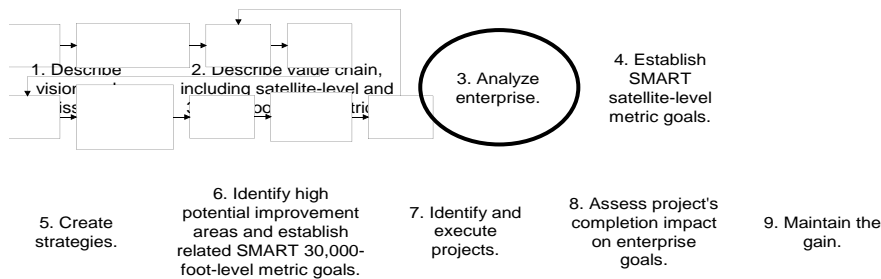 1. Describe
2. Describe value chain,
including satellite-level and
3. Analyze
enterprise.
4. Establish
SMART
satellite-level
metric goals.
5. Create
strategies.
6. Identify high
potential improvement
areas and establish
related SMART 30,000-
foot-level metric goals.
7. Identify and
execute
projects.
8. Assess project's
completion impact
on enterprise
goals.
9. Maintain the
gain.